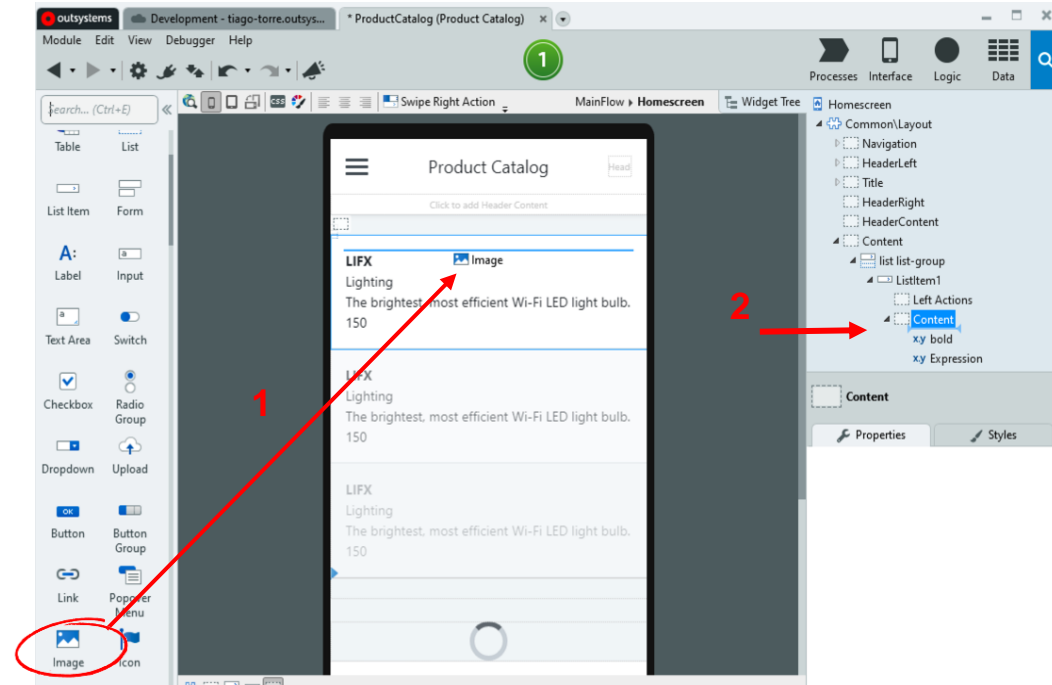 outsystems
Development - tiago-torre.outsys...
* ProductCatalog (Product Catalog)
Module Edit View Debugger Help
1
Processes Interface Logic Data
Search... (Ctrl+E)
CSS
Swipe Right Action
MainFlow Homescreen
Widget Tree
Table List
List Item Form
A: a
Label Input
a
Text Area Switch
Checkbox Radio
Group
Dropdown Upload
OK
Button Button
Group
Link Popover
Menu
Image Icon
Product Catalog
Head
Click to add Header Content
LIFX
Image
Lighting
The brightest, most efficient Wi-Fi LED light bulb.
150
LIFX
Lighting
The brightest, most efficient Wi-Fi LED light bulb.
150
LIFX
Lighting
The brightest, most efficient Wi-Fi LED light bulb.
150
1
2
Homescreen
Common\Layout
Navigation
HeaderLeft
Title
HeaderRight
HeaderContent
Content
list list-group
ListItem1
Left Actions
Content
x.y bold
x.y Expression
Content
Properties Styles